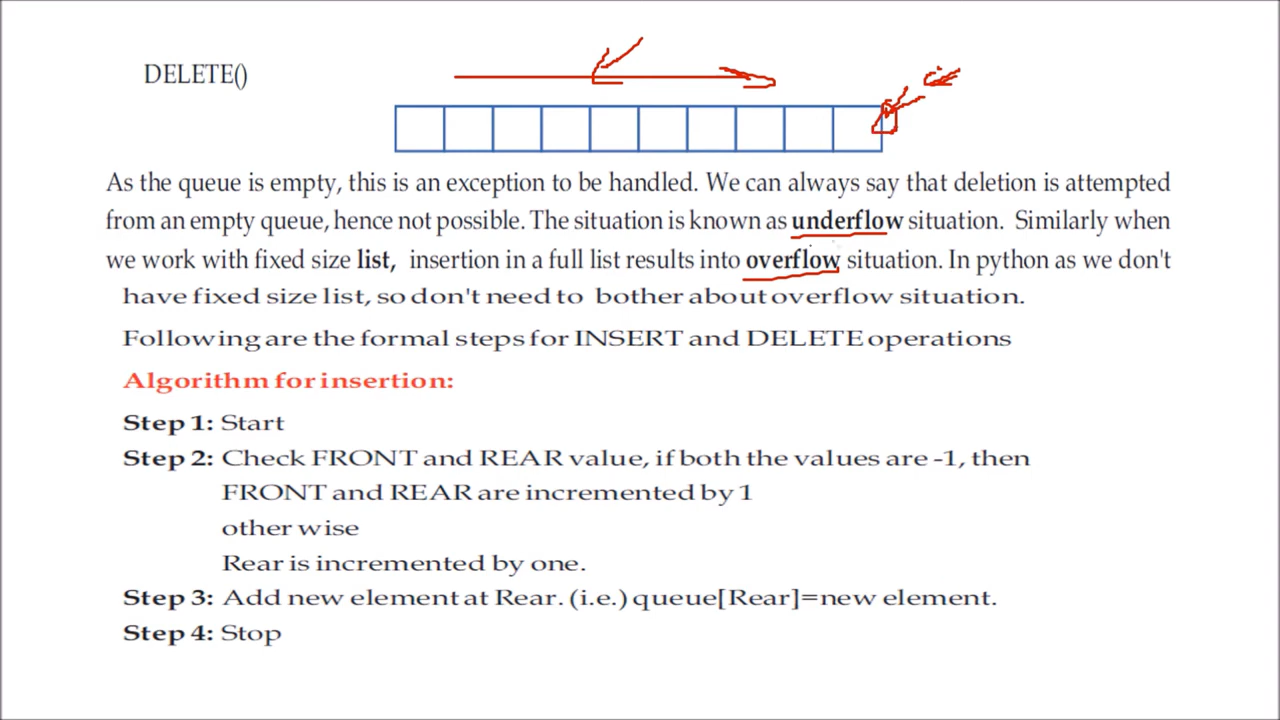 DELETE()
As the queue is empty, this is an exception to be handled. We can always say that deletion is attempted
from an empty queue, hence not possible. The situation is known as underflow situation. Similarly when
we work with fixed size list, insertion in a full list results into overflow situation. In python as we don't
have fixed size list, so don't need to bother about overflow situation.
Following are the formal steps for INSERT and DELETE operations
Algorithm for insertion:
Step 1: Start
Step 2: Check FRONT and REAR value, if both the values are -1, then
FRONT and REAR are incremented by 1
other wise
Rear is incremented by one.
Step 3: Add new element at Rear. (i.e.) queue[Rear]=new element.
Step 4: Stop